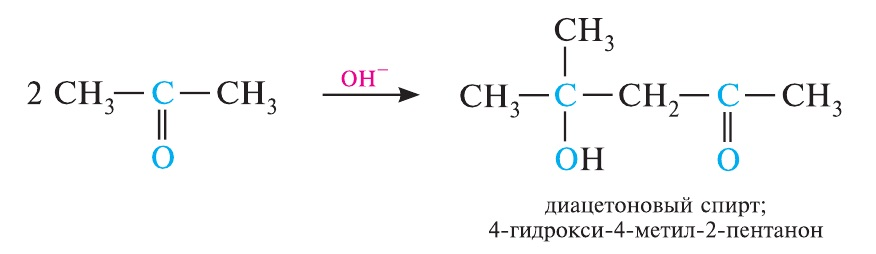 CH₃
2 CH₃—C—CH₃ OH⁻ CH₃—C—CH₂—C—CH₃
O OH O
диацетоновый спирт;
4-гидрокси-4-метил-2-пентанон